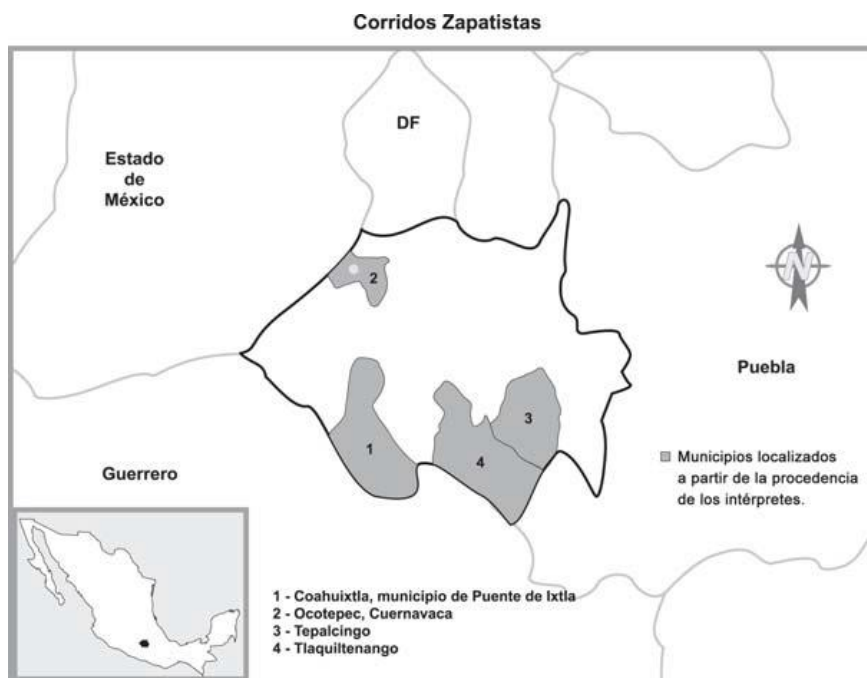 Corridos Zapatistas
DF
Estado
de
México
2
N
Puebla
3
1
4
Guerrero
Municipios localizados
a partir de la procedencia
de los intérpretes.
1 - Coahuixtla, municipio de Puente de Ixtla
2 - Ocotepec, Cuernavaca
3 - Tepalcingo
4 - Tlaquiltenango